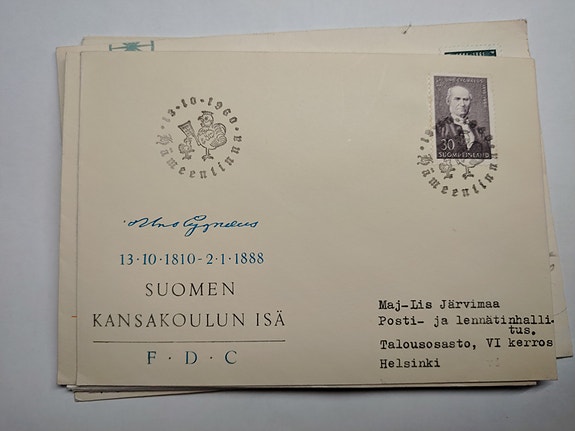 13·10·1960·
Hämeenlinna
30
SUOMI-FINLAND
Hämeenlinna
Uno Cygnaeus
13·10·1810-2·1·1888
SUOMEN
KANSAKOULUN ISÄ
F·D·C
Maj-Lis Järvimaa
Posti- ja lennätinhalli-
tus.
Talousosasto, VI kerros
Helsinki